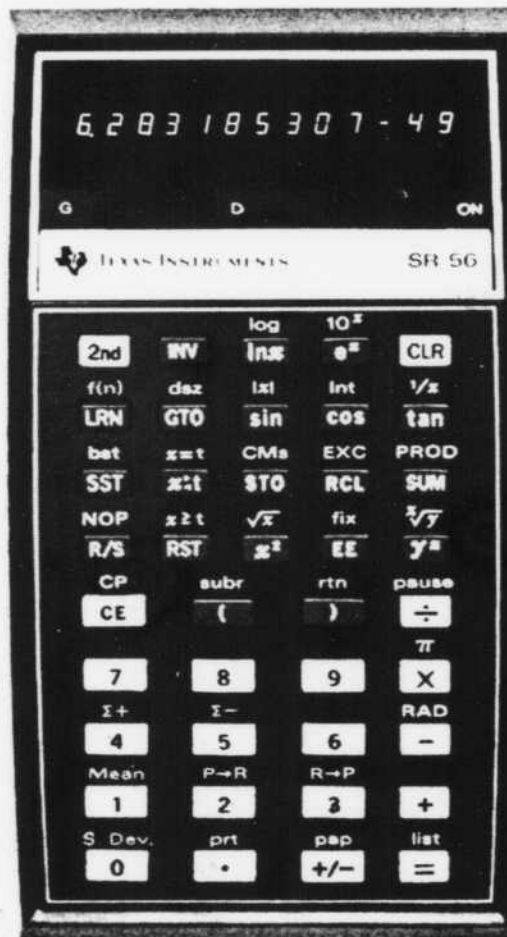 6.283185307-49
G D ON
TEXAS INSTRUMENTS SR 56
log 10ˣ
2nd INV lnx eˣ CLR
f(n) dsz |x| Int 1/x
LRN GTO sin cos tan
bst x=t CMs EXC PROD
SST x⇄t STO RCL SUM
NOP x≥t √x fix ˣ√y
R/S RST x² EE yˣ
CP subr rtn pause
CE ( ) ÷
π
7 8 9 X
Σ+ Σ- RAD
4 5 6 -
Mean P→R R→P
1 2 3 +
S. Dev. prt pap list
0 . +/- =